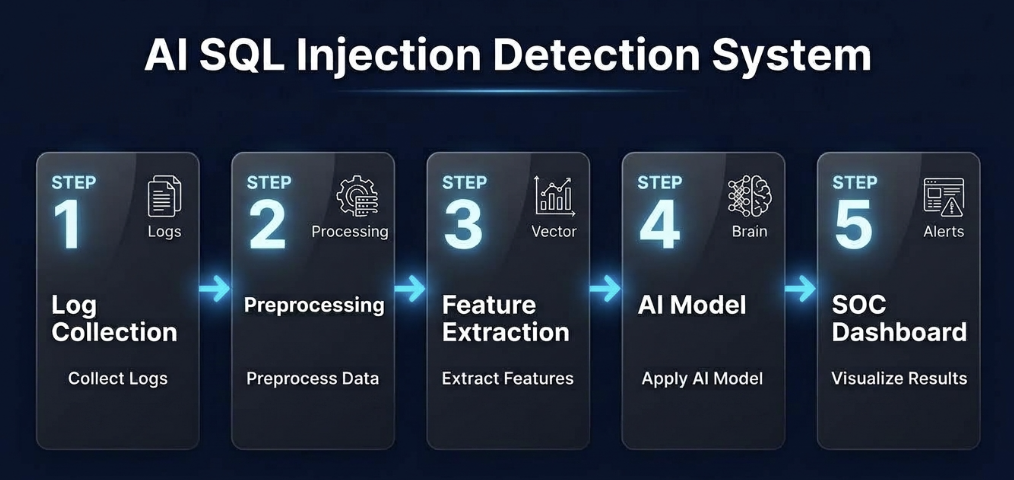 AI SQL Injection Detection System
STEP
1
Logs
Log
Collection
Collect Logs
STEP
2
Processing
Preprocessing
Preprocess Data
STEP
3
Vector
Feature
Extraction
Extract Features
STEP
4
Brain
AI Model
Apply AI Model
STEP
5
Alerts
SOC
Dashboard
Visualize Results